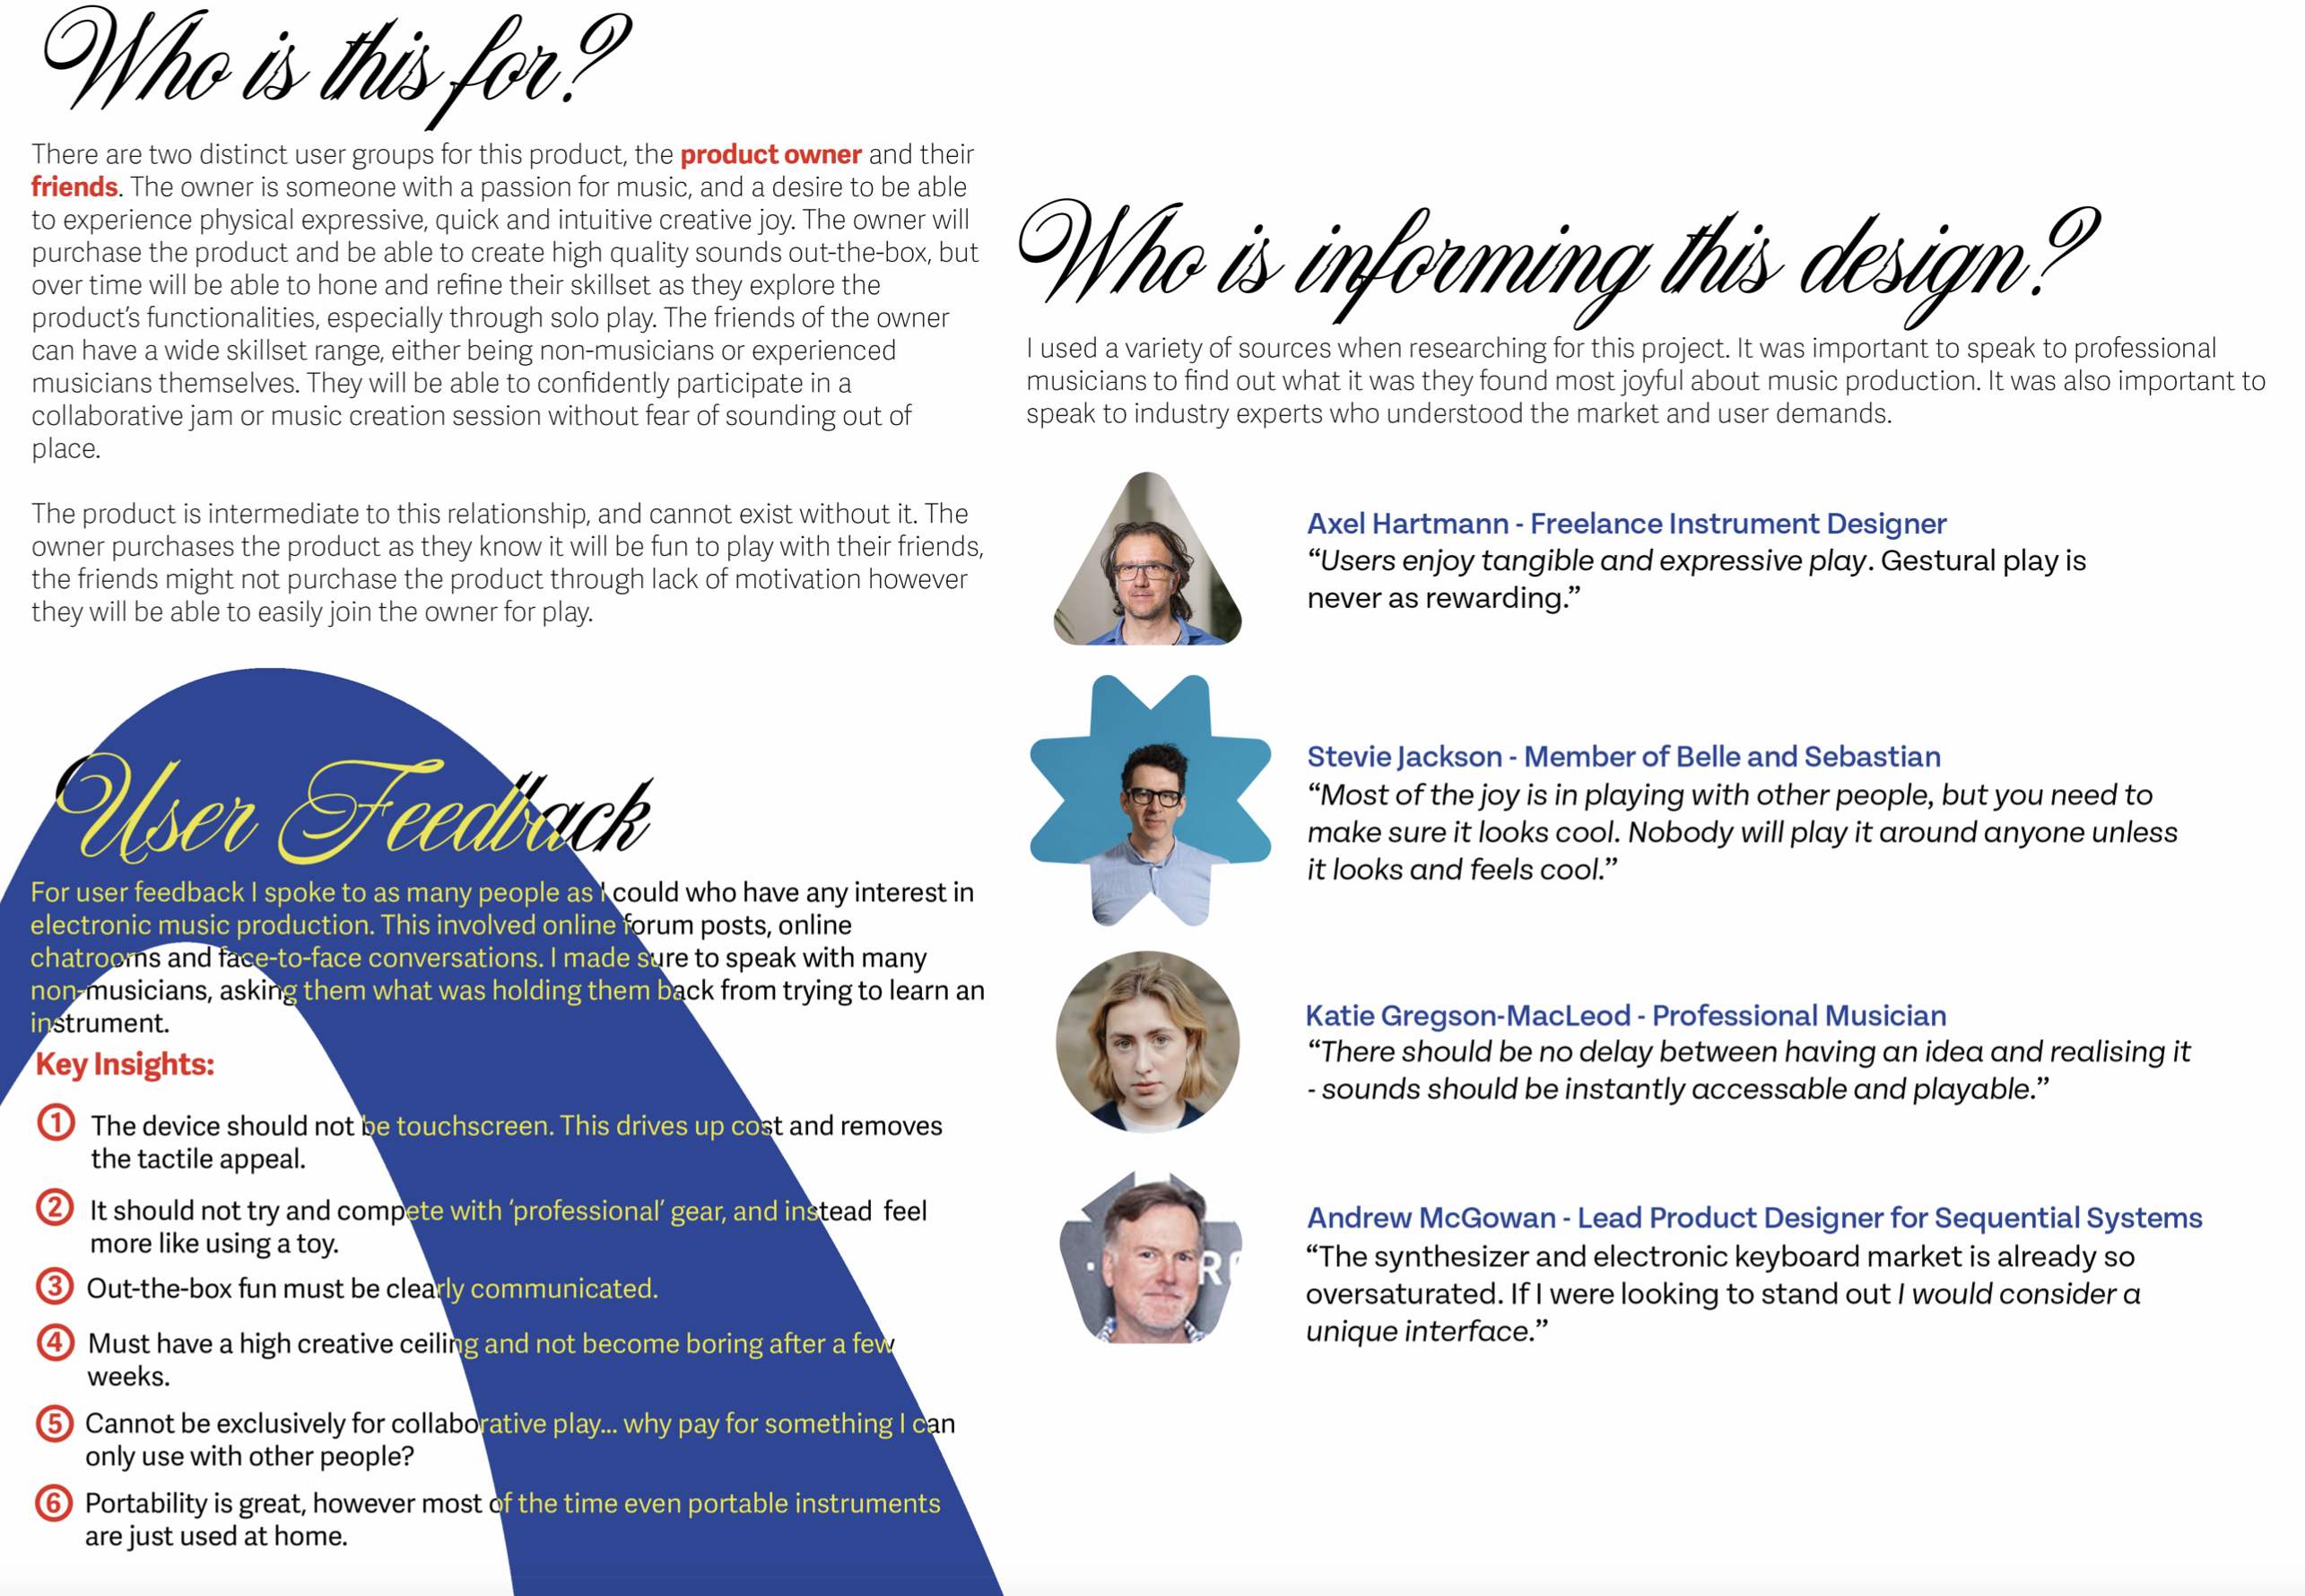 Who is this for?
There are two distinct user groups for this product, the product owner and their
friends. The owner is someone with a passion for music, and a desire to be able
to experience physical expressive, quick and intuitive creative joy. The owner will
purchase the product and be able to create high quality sounds out-the-box, but
over time will be able to hone and refine their skillset as they explore the
product's functionalities, especially through solo play. The friends of the owner
can have a wide skillset range, either being non-musicians or experienced
musicians themselves. They will be able to confidently participate in a
collaborative jam or music creation session without fear of sounding out of
place.
The product is intermediate to this relationship, and cannot exist without it. The
owner purchases the product as they know it will be fun to play with their friends,
the friends might not purchase the product through lack of motivation however
they will be able to easily join the owner for play.
User Feedback
For user feedback I spoke to as many people as I could who have any interest in
electronic music production. This involved online forum posts, online
chatrooms and face-to-face conversations. I made sure to speak with many
non-musicians, asking them what was holding them back from trying to learn an
instrument.
Key Insights:
1 The device should not be touchscreen. This drives up cost and removes
the tactile appeal.
2 It should not try and compete with ‘professional’ gear, and instead feel
more like using a toy.
3 Out-the-box fun must be clearly communicated.
4 Must have a high creative ceiling and not become boring after a few
weeks.
5 Cannot be exclusively for collaborative play... why pay for something I can
only use with other people?
6 Portability is great, however most of the time even portable instruments
are just used at home.
Who is informing this design?
I used a variety of sources when researching for this project. It was important to speak to professional
musicians to find out what it was they found most joyful about music production. It was also important to
speak to industry experts who understood the market and user demands.
Axel Hartmann - Freelance Instrument Designer
“Users enjoy tangible and expressive play. Gestural play is
never as rewarding.”
Stevie Jackson - Member of Belle and Sebastian
“Most of the joy is in playing with other people, but you need to
make sure it looks cool. Nobody will play it around anyone unless
it looks and feels cool.”
Katie Gregson-MacLeod - Professional Musician
“There should be no delay between having an idea and realising it
- sounds should be instantly accessable and playable.”
Andrew McGowan - Lead Product Designer for Sequential Systems
“The synthesizer and electronic keyboard market is already so
oversaturated. If I were looking to stand out I would consider a
unique interface.”